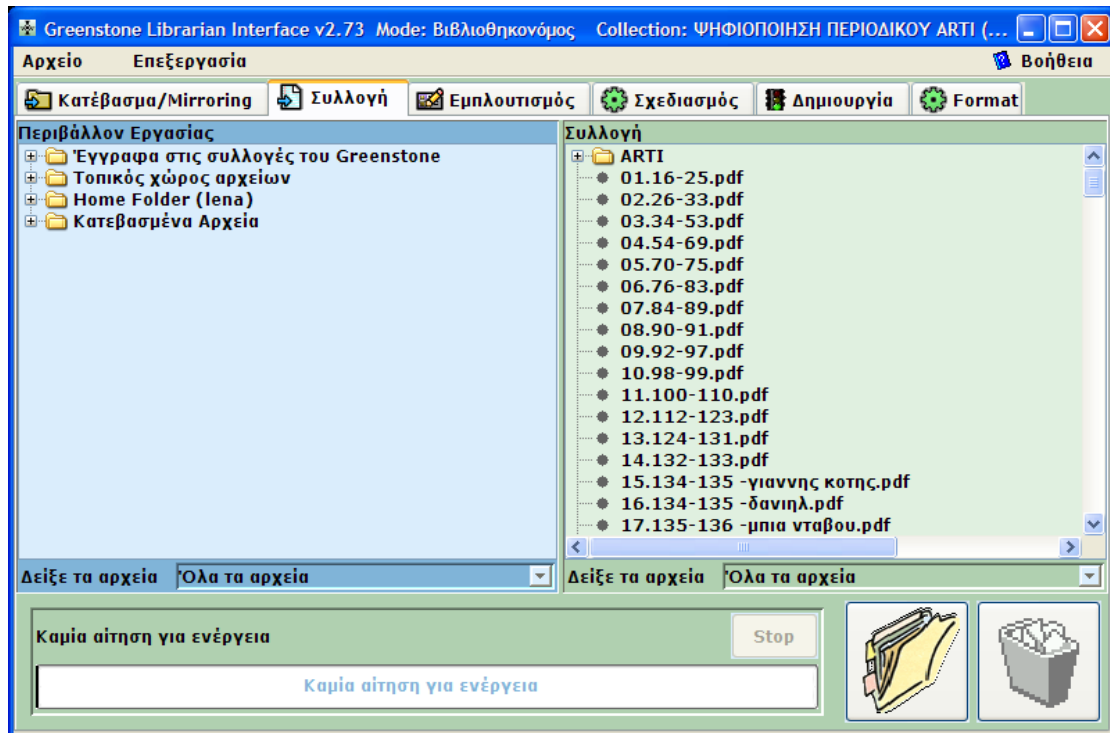 Greenstone Librarian Interface v2.73 Mode: Βιβλιοθηκονόμος Collection: ΨΗΦΙΟΠΟΙΗΣΗ ΠΕΡΙΟΔΙΚΟΥ ARTI (...
Αρχείο Επεξεργασία Βοήθεια
Κατέβασμα/Mirroring Συλλογή Εμπλουτισμός Σχεδιασμός Δημιουργία Format
Περιβάλλον Εργασίας
Έγγραφα στις συλλογές του Greenstone
Τοπικός χώρος αρχείων
Home Folder (lena)
Κατεβασμένα Αρχεία
Δείξε τα αρχεία Όλα τα αρχεία
Συλλογή
ARTI
01.16-25.pdf
02.26-33.pdf
03.34-53.pdf
04.54-69.pdf
05.70-75.pdf
06.76-83.pdf
07.84-89.pdf
08.90-91.pdf
09.92-97.pdf
10.98-99.pdf
11.100-110.pdf
12.112-123.pdf
13.124-131.pdf
14.132-133.pdf
15.134-135 -γιαννης κοτης.pdf
16.134-135 -δανιηλ.pdf
17.135-136 -μπια νταβου.pdf
Δείξε τα αρχεία Όλα τα αρχεία
Καμία αίτηση για ενέργεια Stop
Καμία αίτηση για ενέργεια